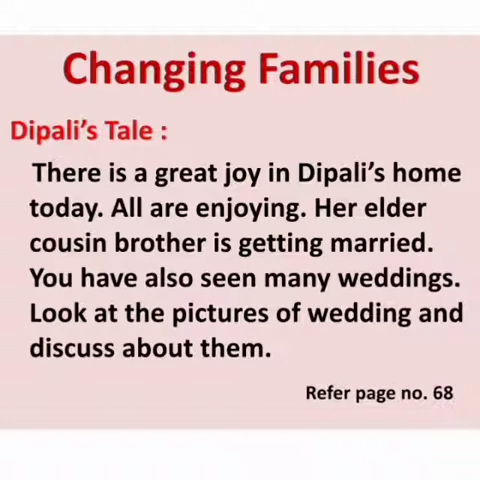 Changing Families
Dipali's Tale :
There is a great joy in Dipali's home
today. All are enjoying. Her elder
cousin brother is getting married.
You have also seen many weddings.
Look at the pictures of wedding and
discuss about them.
Refer page no. 68